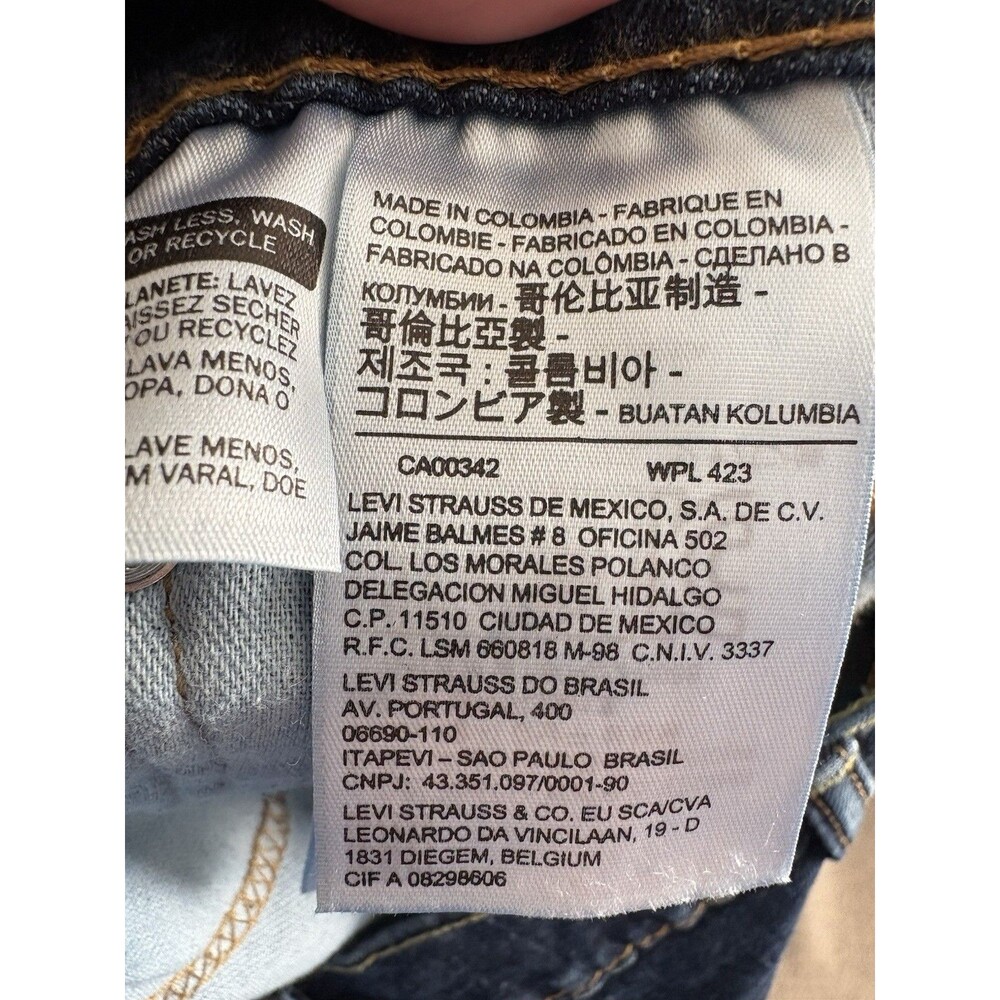 ASH LESS, WASH
OR RECYCLE
LANETE: LAVEZ
AISSEZ SECHER
OU RECYCLEZ
LAVA MENOS,
OPA, DONA O
LAVE MENOS,
M VARAL, DOE
MADE IN COLOMBIA - FABRIQUE EN
COLOMBIE - FABRICADO EN COLOMBIA -
FABRICADO NA COLÔMBIA - СДЕЛАНО В
КОЛУМБИИ - 哥伦比亚制造 -
哥倫比亞製 -
제조국 : 콜롬비아 -
コロンビア製 - BUATAN KOLUMBIA
CA00342 WPL 423
LEVI STRAUSS DE MEXICO, S.A. DE C.V.
JAIME BALMES # 8 OFICINA 502
COL. LOS MORALES POLANCO
DELEGACION MIGUEL HIDALGO
C.P. 11510 CIUDAD DE MEXICO
R.F.C. LSM 660818 M-98 C.N.I.V. 3337
LEVI STRAUSS DO BRASIL
AV. PORTUGAL, 400
06690-110
ITAPEVI – SAO PAULO BRASIL
CNPJ: 43.351.097/0001-90
LEVI STRAUSS & CO. EU SCA/CVA
LEONARDO DA VINCILAAN, 19 - D
1831 DIEGEM, BELGIUM
CIF A 08298606